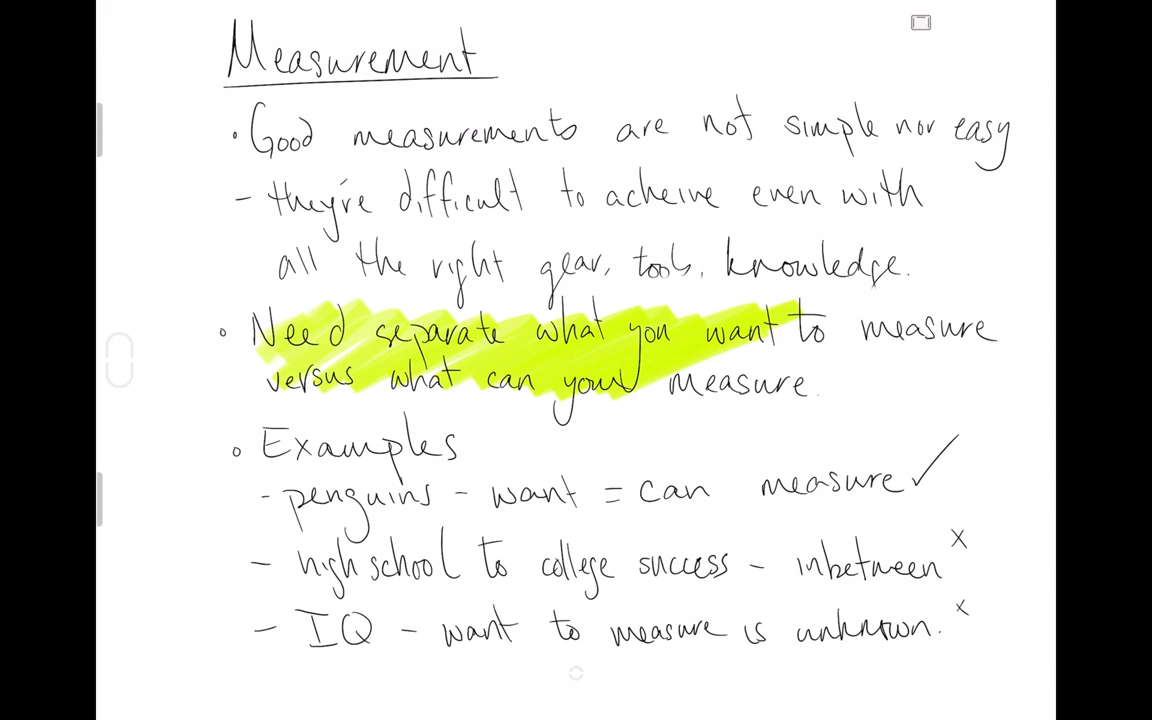 Measurement
• Good measurements are not simple nor easy
- they're difficult to acheive even with
all the right gear, tools, knowledge.
• Need separate what you want to measure
versus what can your measure.
• Examples
- penguins - want = can measure ✓
- high school to college success - inbetween x
- IQ - want to measure is unknown. x